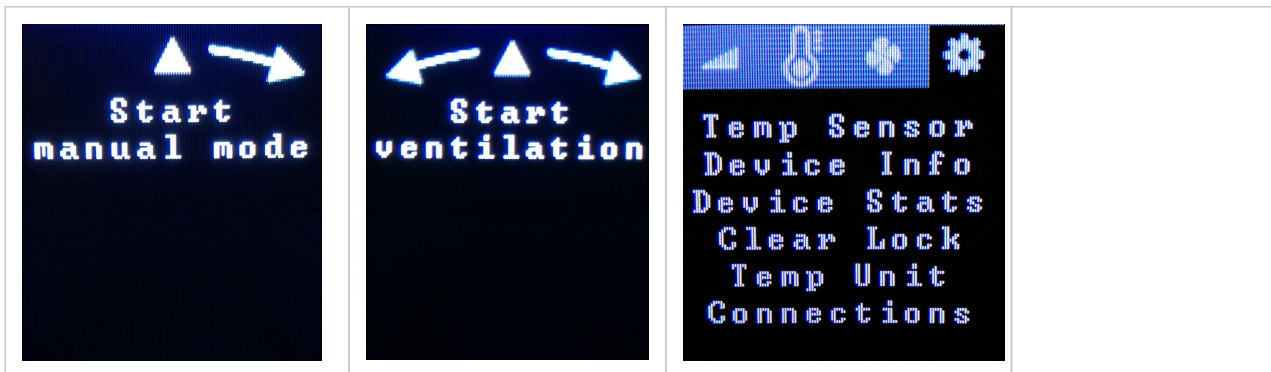 Start
manual mode
Start
ventilation
Temp Sensor
Device Info
Device Stats
Clear Lock
Temp Unit
Connections